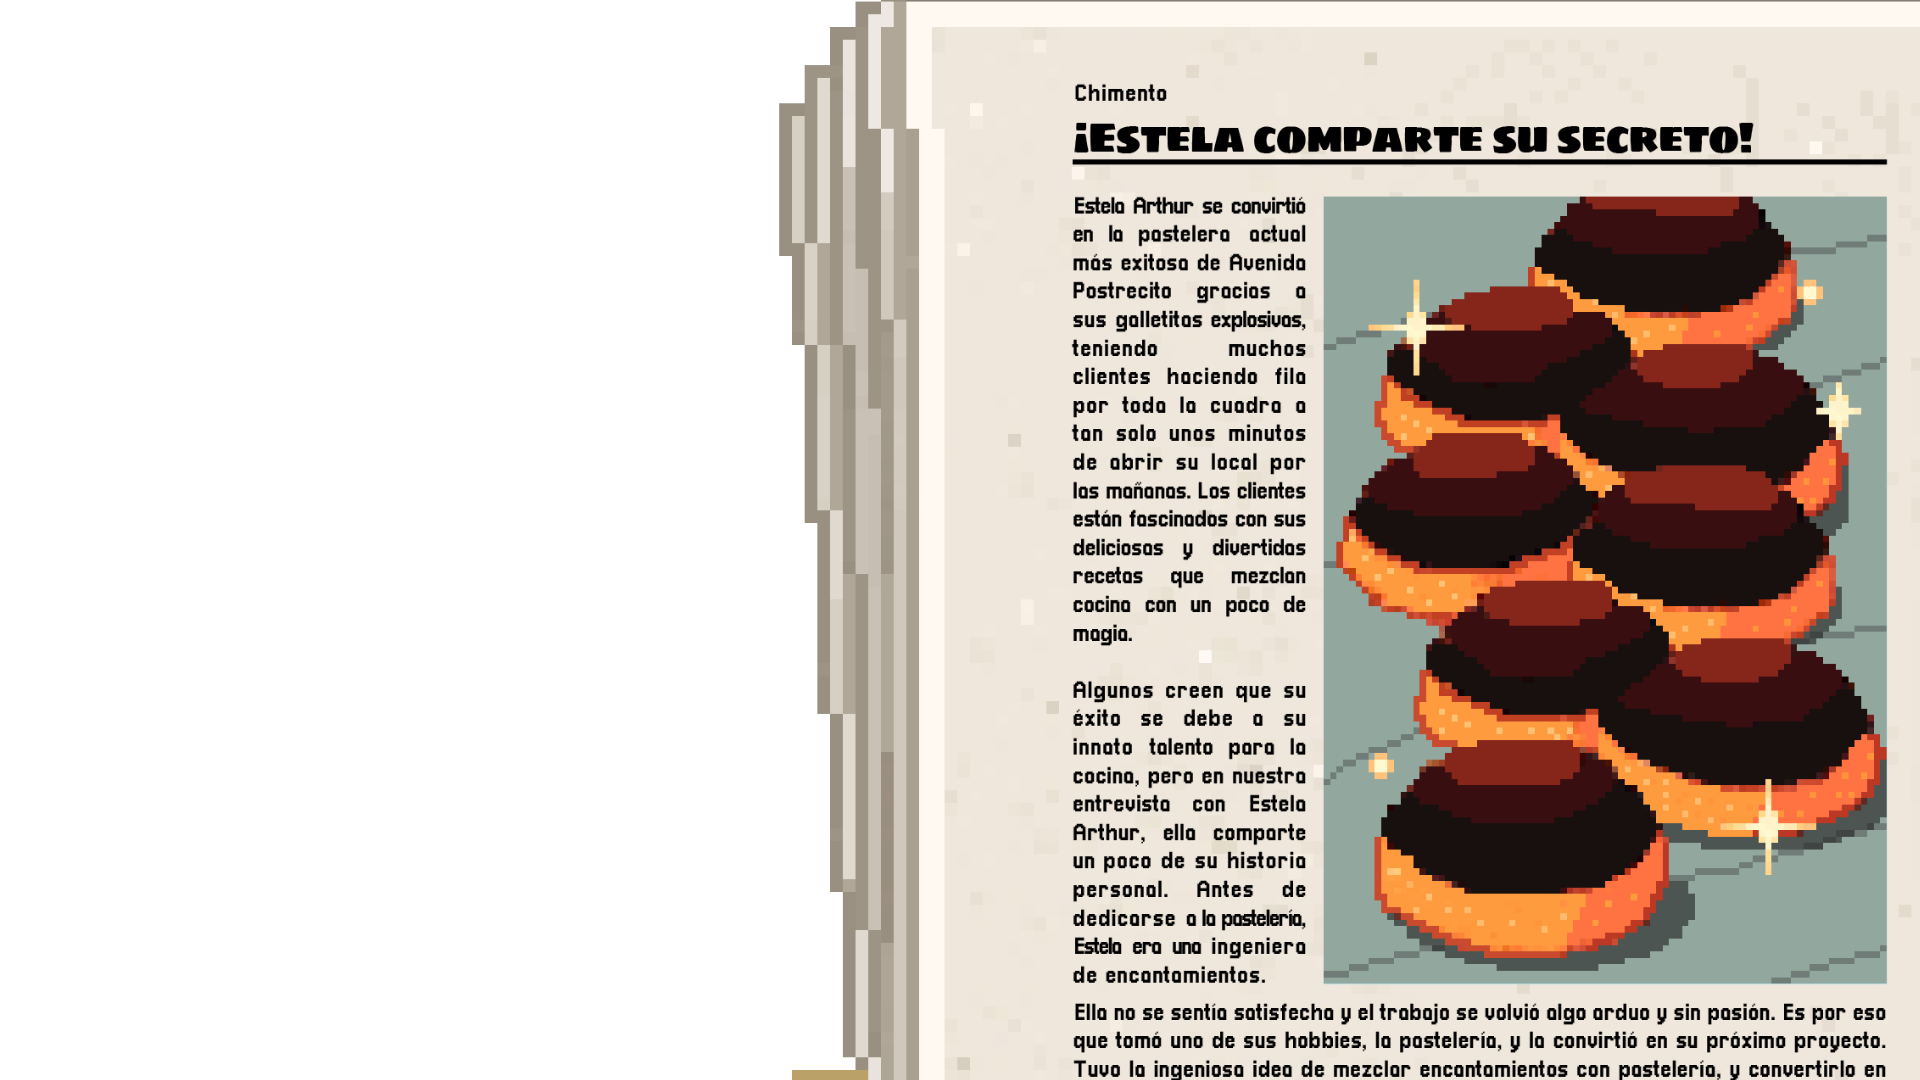 Chimento
¡ESTELA COMPARTE SU SECRETO!
Estela Arthur se convirtió
en la pastelera actual
más exitosa de Avenida
Postrecito gracias a
sus galletitas explosivas,
teniendo muchos
clientes haciendo fila
por toda la cuadra a
tan solo unos minutos
de abrir su local por
las mañanas. Los clientes
están fascinados con sus
deliciosas y divertidas
recetas que mezclan
cocina con un poco de
magia.
Algunos creen que su
éxito se debe a su
innato talento para la
cocina, pero en nuestra
entrevista con Estela
Arthur, ella comparte
un poco de su historia
personal. Antes de
dedicarse a la pastelería,
Estela era una ingeniera
de encantamientos.
Ella no se sentía satisfecha y el trabajo se volvió algo arduo y sin pasión. Es por eso
que tomó uno de sus hobbies, la pastelería, y la convirtió en su próximo proyecto.
Tuvo la ingeniosa idea de mezclar encantamientos con pastelería, y convertirlo en